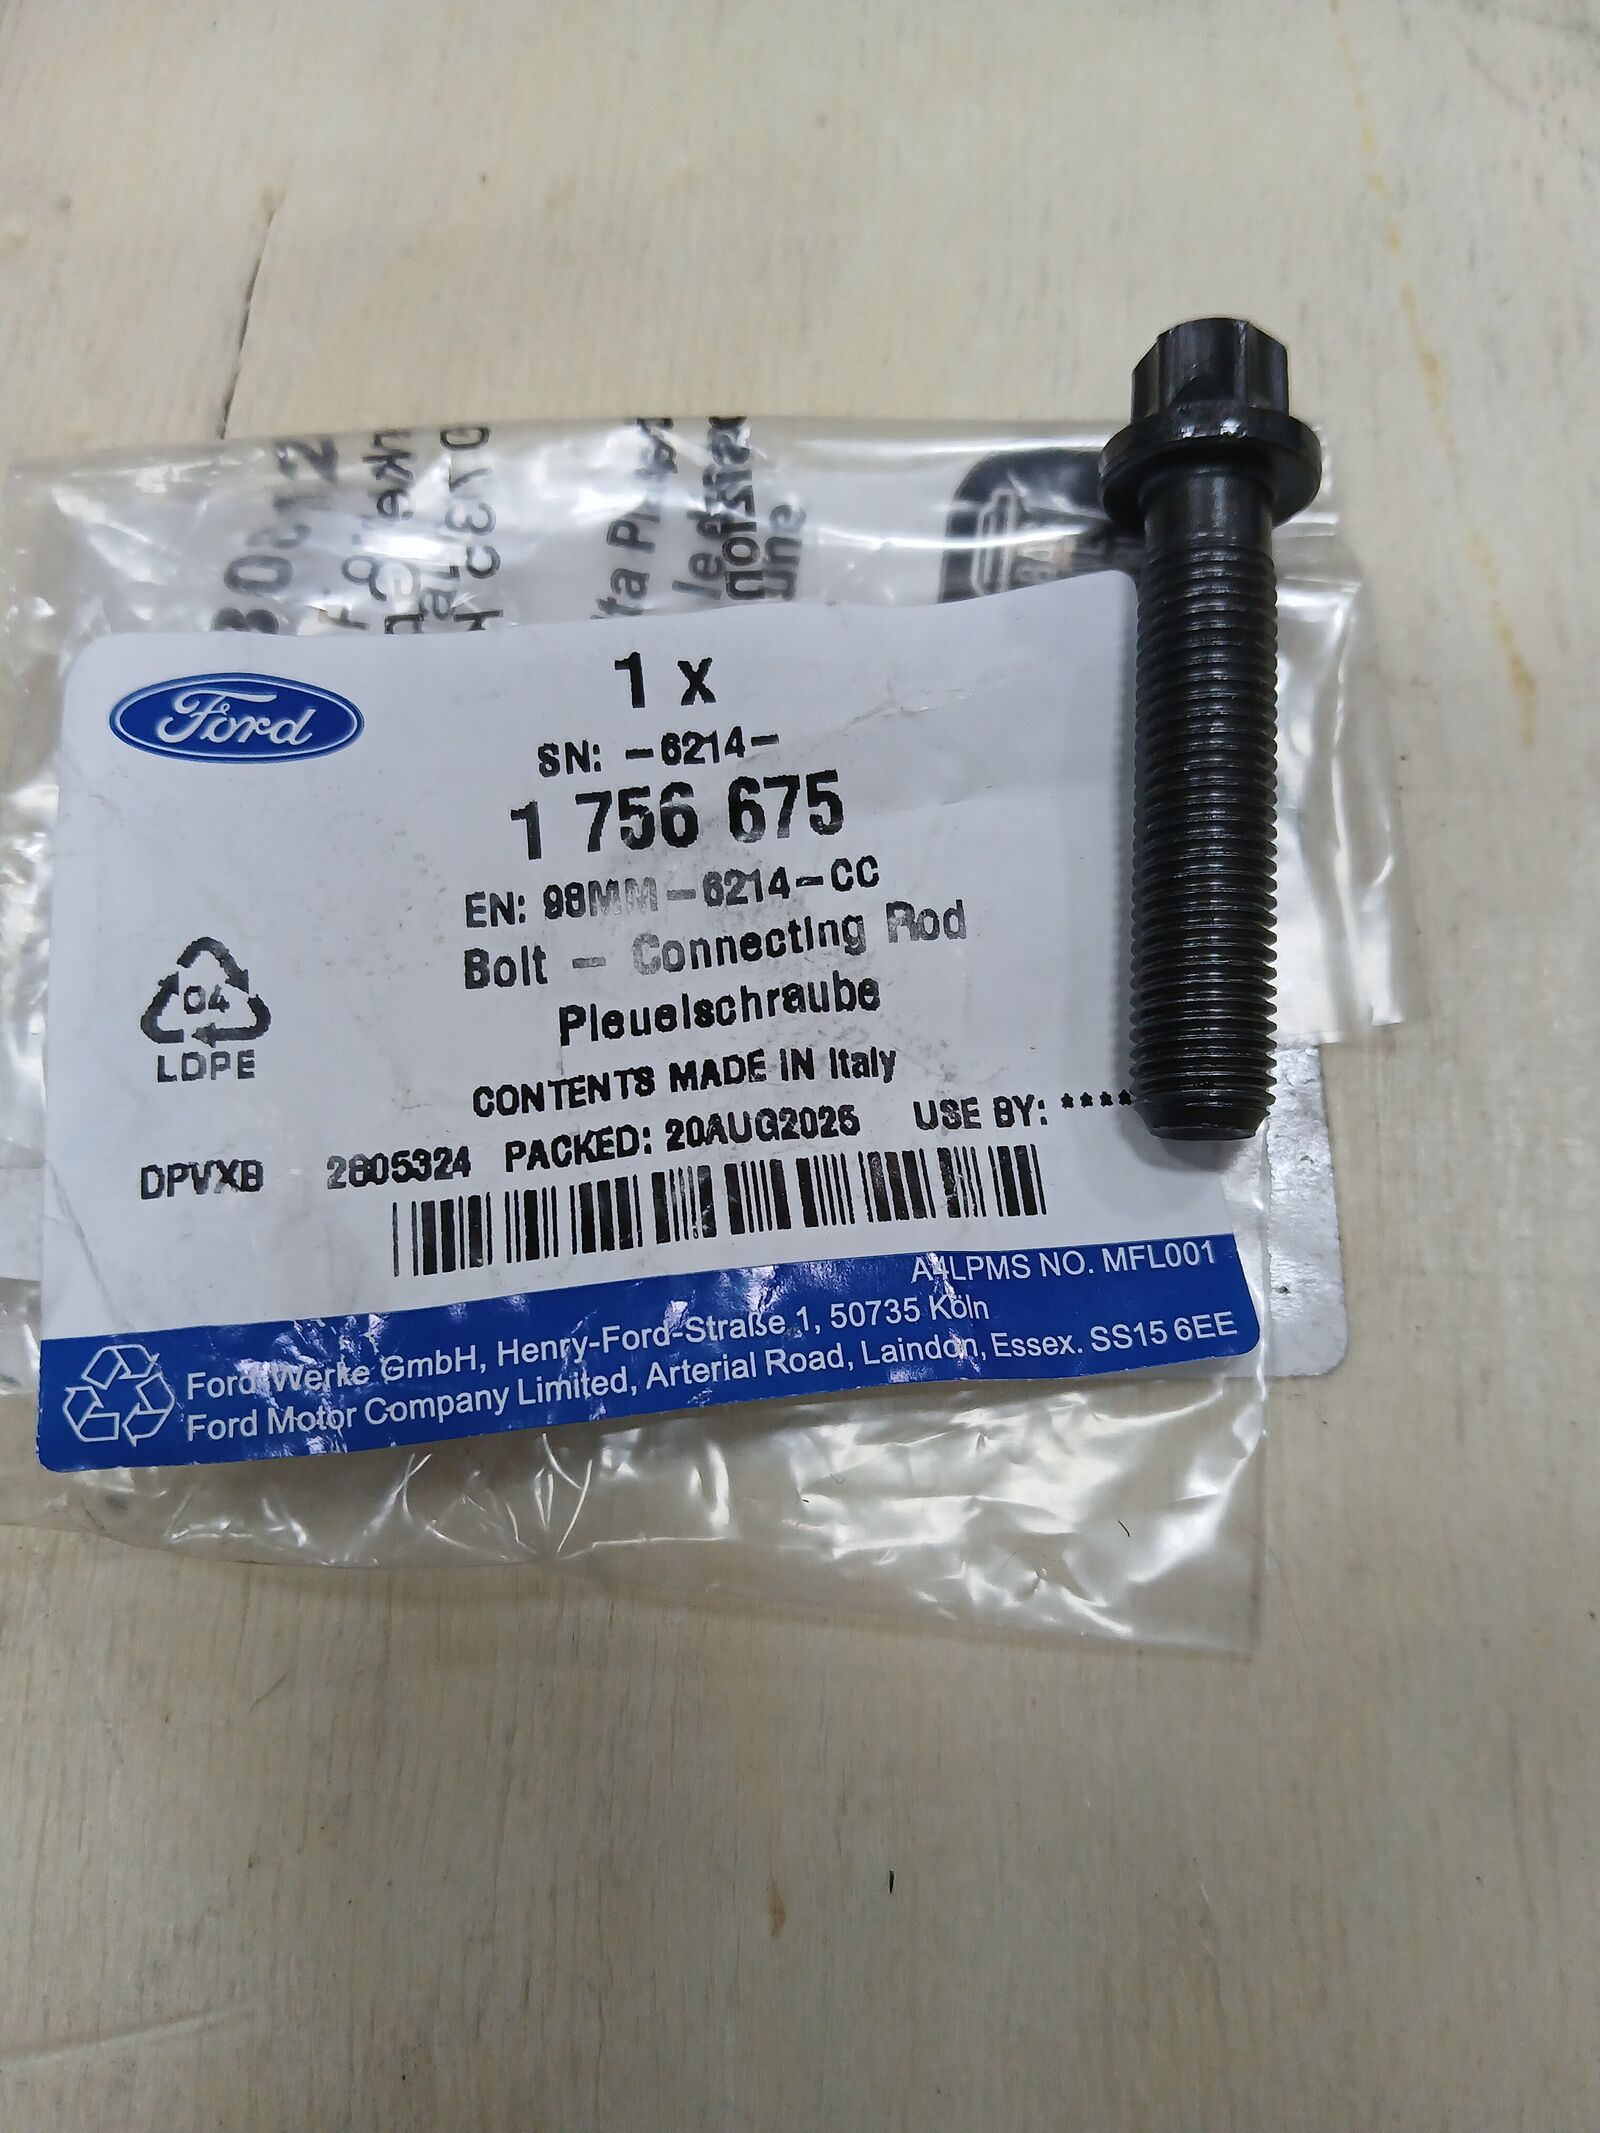 Ford
1 x
SN: -6214-
1 756 675
EN: 98MM-6214-CC
Bolt - Connecting Rod
Pleuelschraube
04
LDPE
CONTENTS MADE IN Italy
DPVXB 2605324 PACKED: 20AUG2025 USE BY: ****
A4LPMS NO. MFL001
Ford-Werke GmbH, Henry-Ford-Straße 1, 50735 Köln
Ford Motor Company Limited, Arterial Road, Laindon, Essex. SS15 6EE